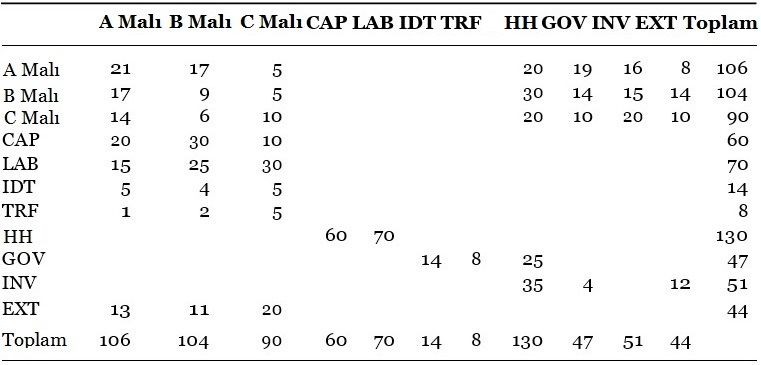 A Malı B Malı C Malı CAP LAB IDT TRF HH GOV INV EXT Toplam
A Malı 21 17 5 20 19 16 8 106
B Malı 17 9 5 30 14 15 14 104
C Malı 14 6 10 20 10 20 10 90
CAP 20 30 10 60
LAB 15 25 30 70
IDT 5 4 5 14
TRF 1 2 5 8
HH 60 70 130
GOV 14 8 25 47
INV 35 4 12 51
EXT 13 11 20 44
Toplam 106 104 90 60 70 14 8 130 47 51 44